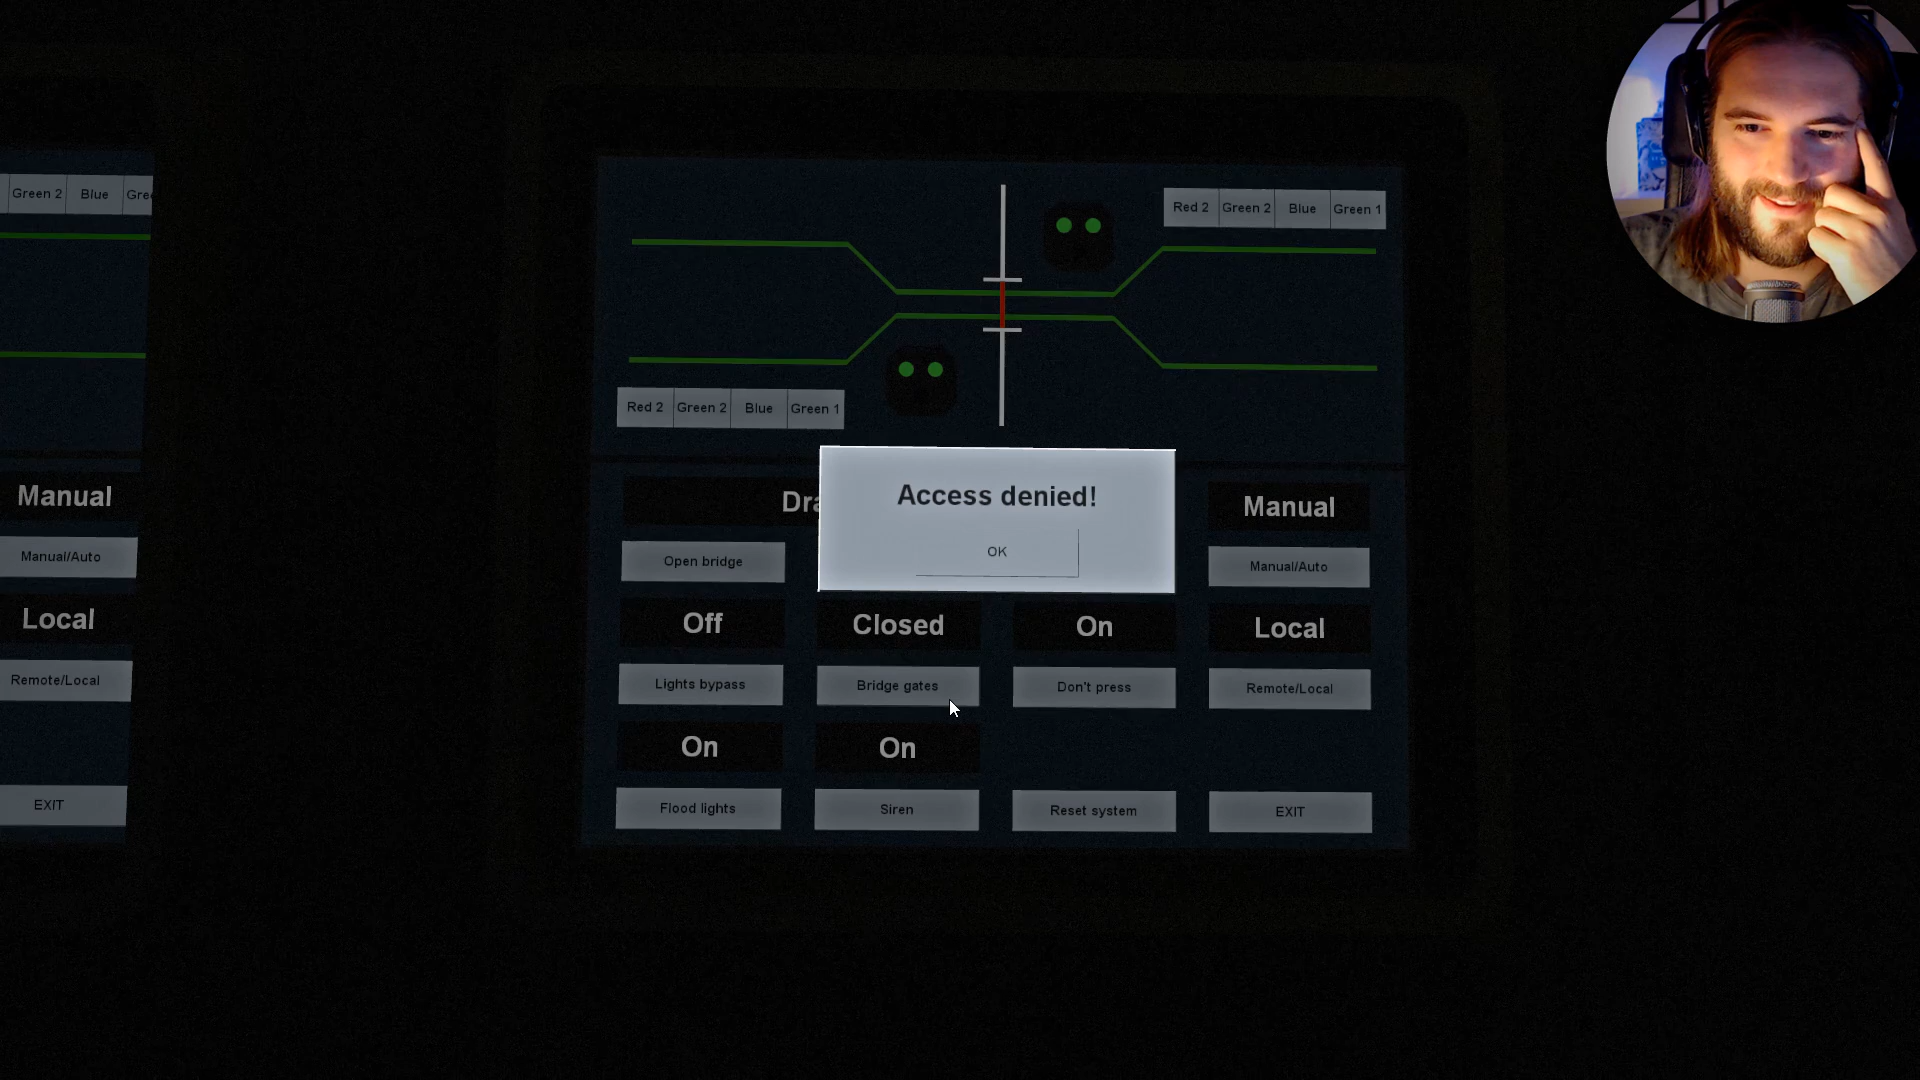 Green 2 Blue
Manual
Manual/Auto
Local
Remote/Local
EXIT
Red 2 Green 2 Blue Green 1
Red 2 Green 2 Blue Green 1
Access denied!
OK
Manual
Open bridge
Manual/Auto
Off Closed On Local
Lights bypass Bridge gates Don't press Remote/Local
On On
Flood lights Siren Reset system EXIT